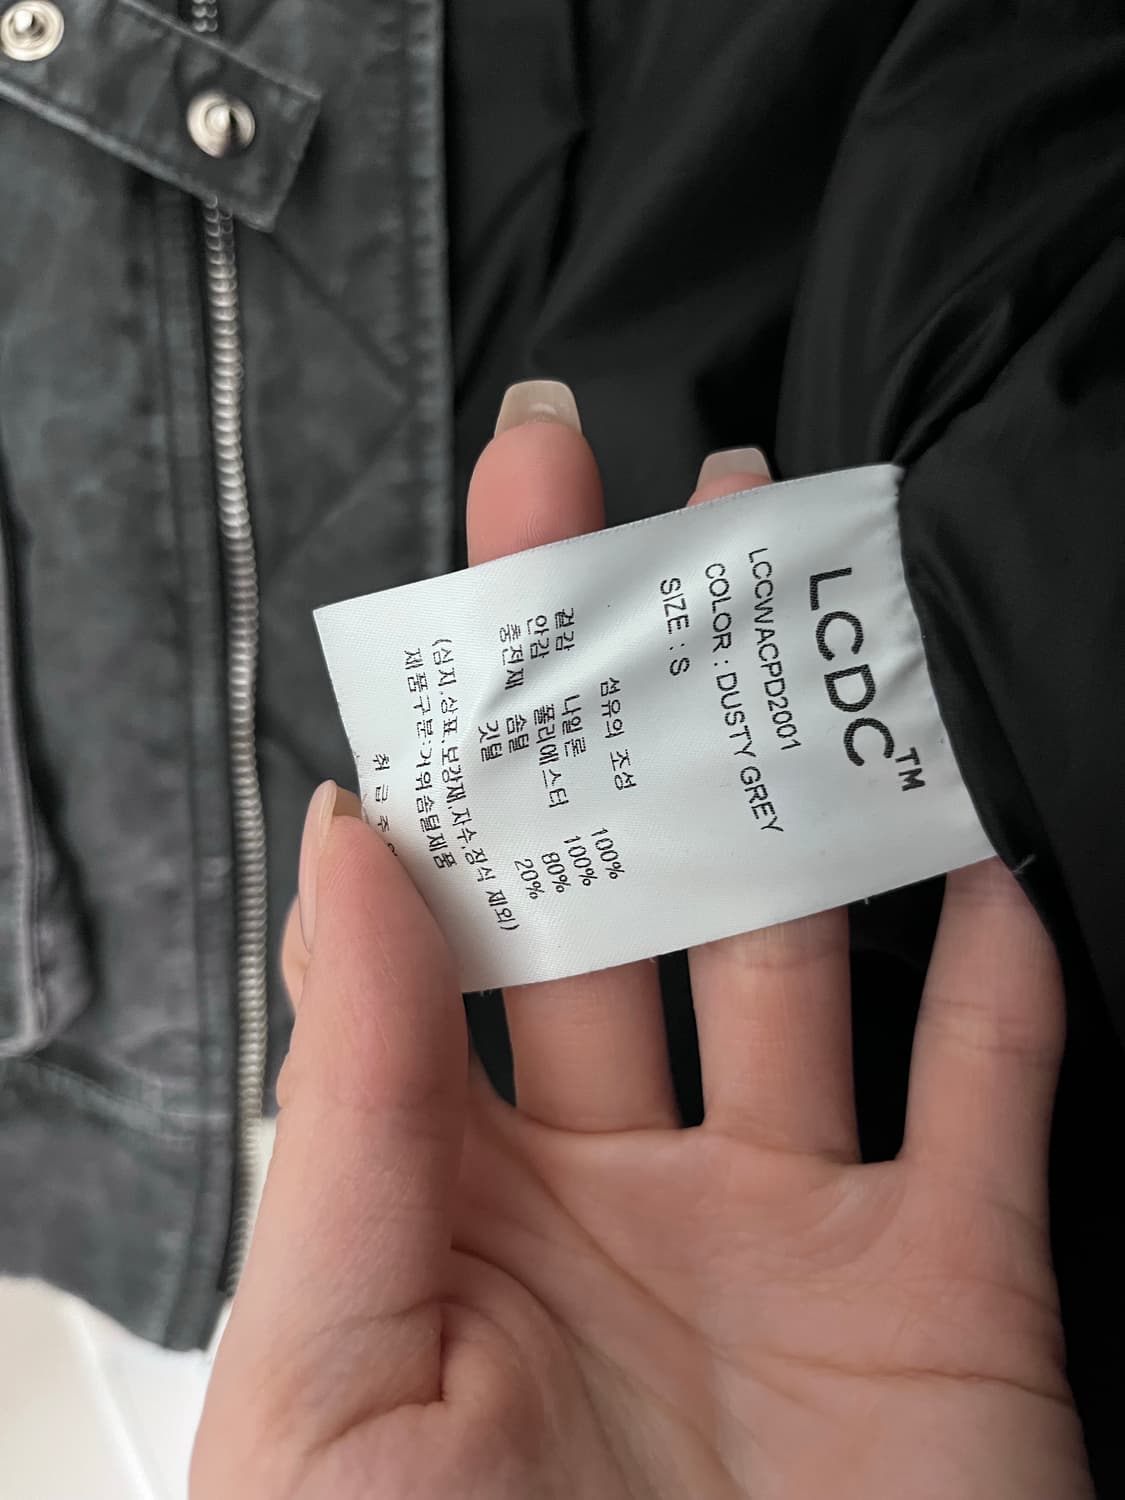 LCDC™
LCCWACPD2001
COLOR : DUSTY GREY
SIZE : S
섬유의 조성
겉감 나일론 100%
안감 폴리에스터 100%
충전재 솜털 80%
깃털 20%
(심지,상표,보강재,자수,장식 제외)
제품구분:거위솜털제품
취급주